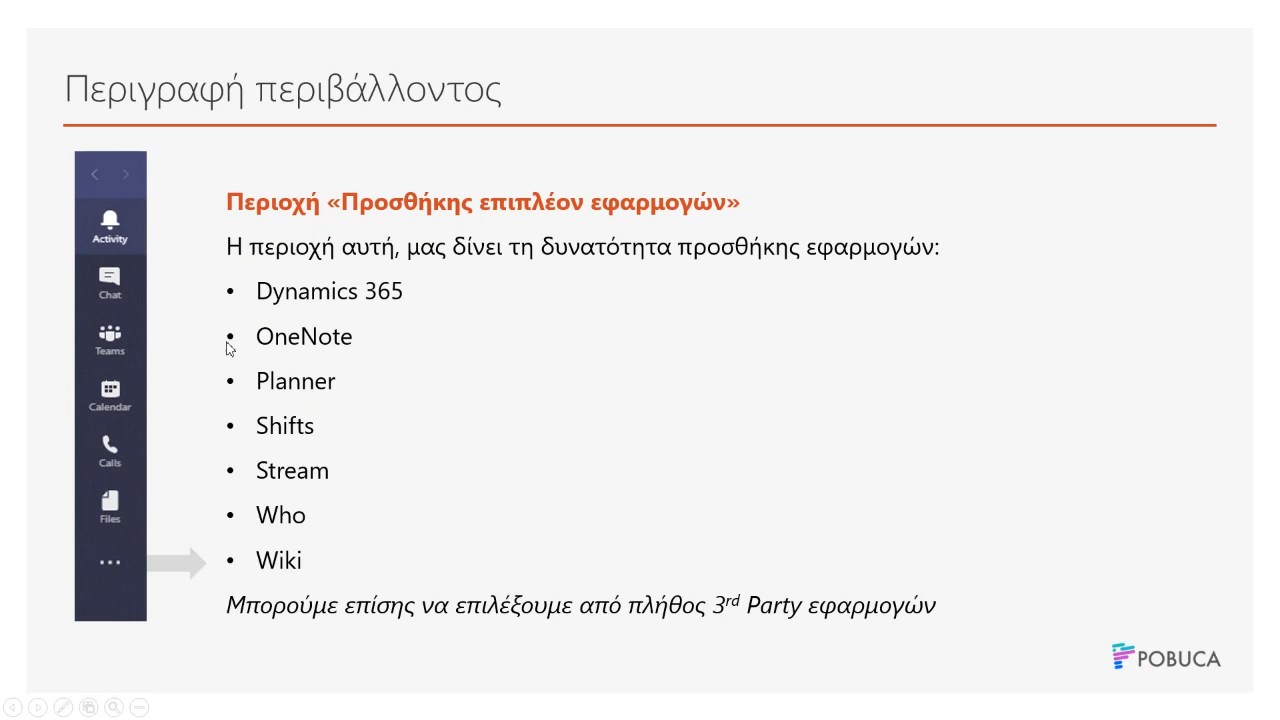 Περιγραφή περιβάλλοντος
Activity
Chat
Teams
Calendar
Calls
Files
Περιοχή «Προσθήκης επιπλέον εφαρμογών»
Η περιοχή αυτή, μας δίνει τη δυνατότητα προσθήκης εφαρμογών:
• Dynamics 365
• OneNote
• Planner
• Shifts
• Stream
• Who
• Wiki
Μπορούμε επίσης να επιλέξουμε από πλήθος 3rd Party εφαρμογών
POBUCA